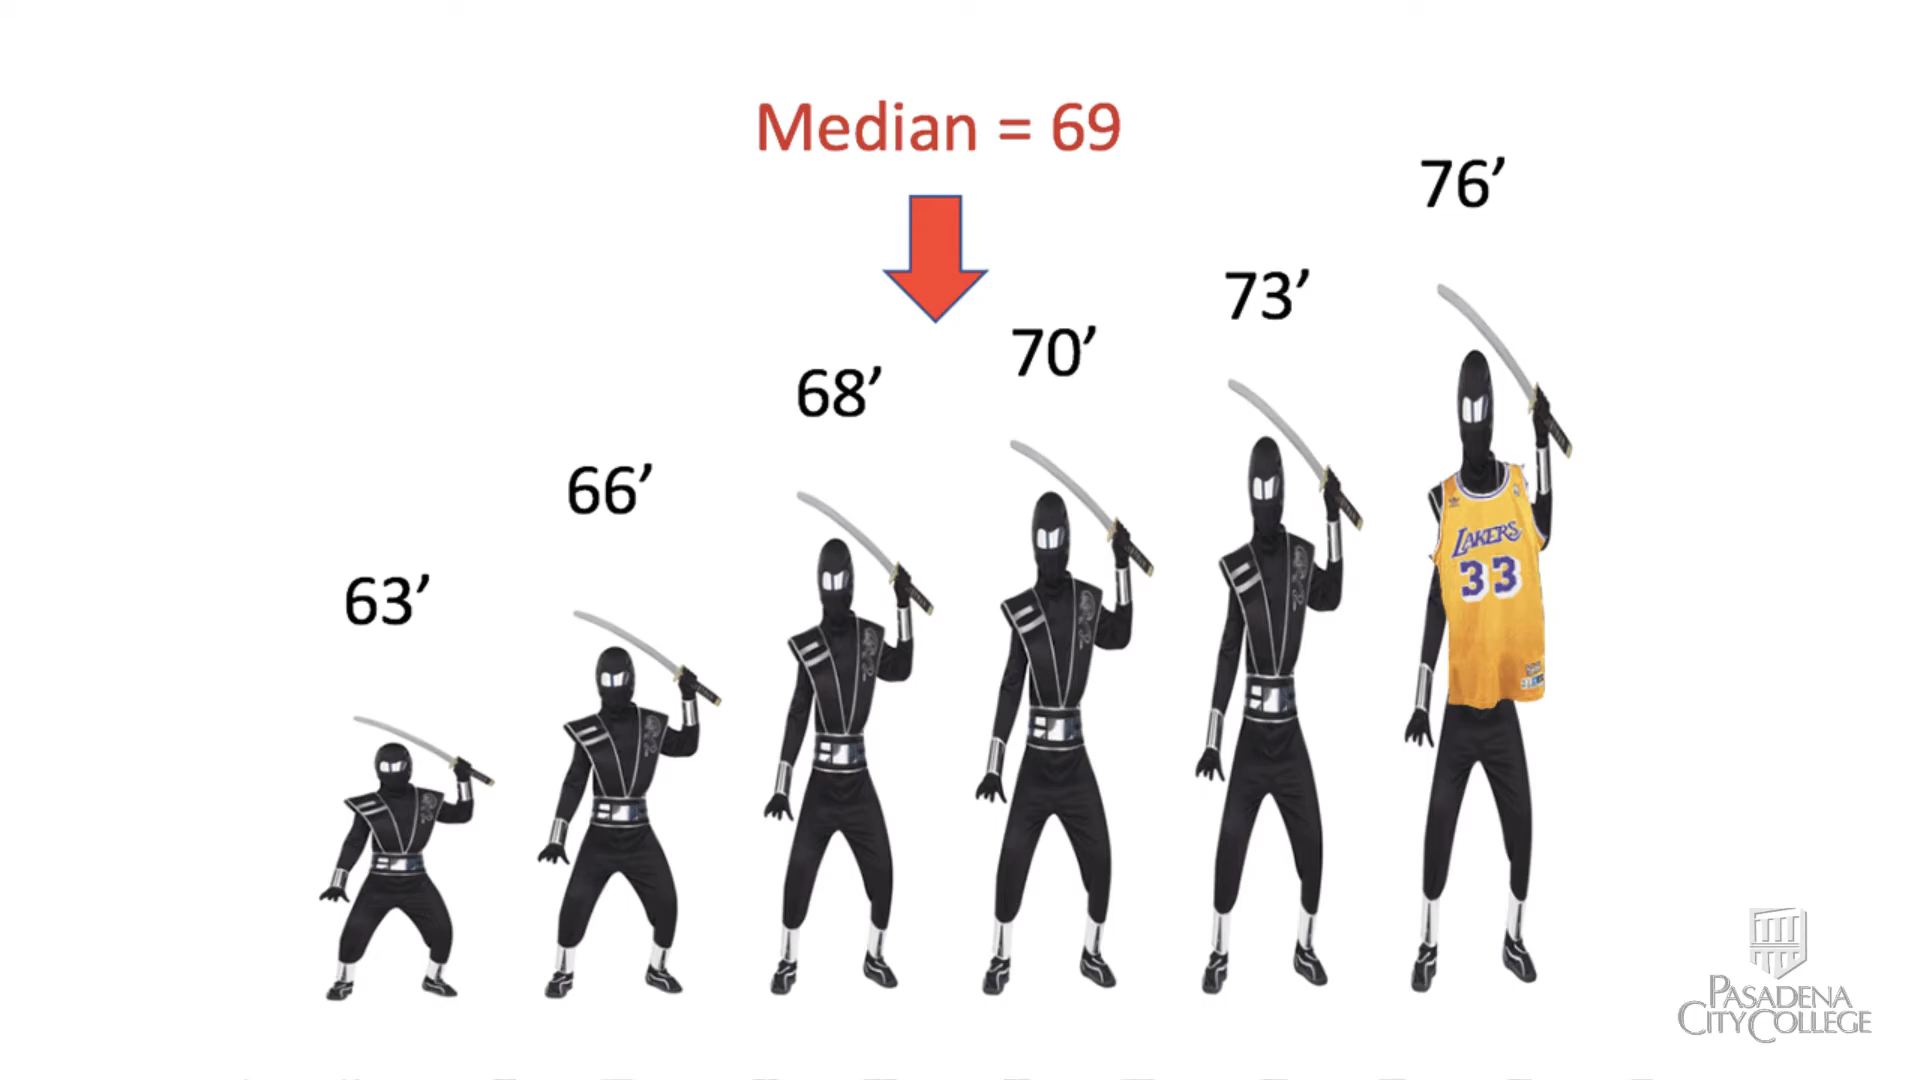 Median = 69
76’
73’
70’
68’
66’
63’
LAKERS
33
PASADENA
CITY COLLEGE